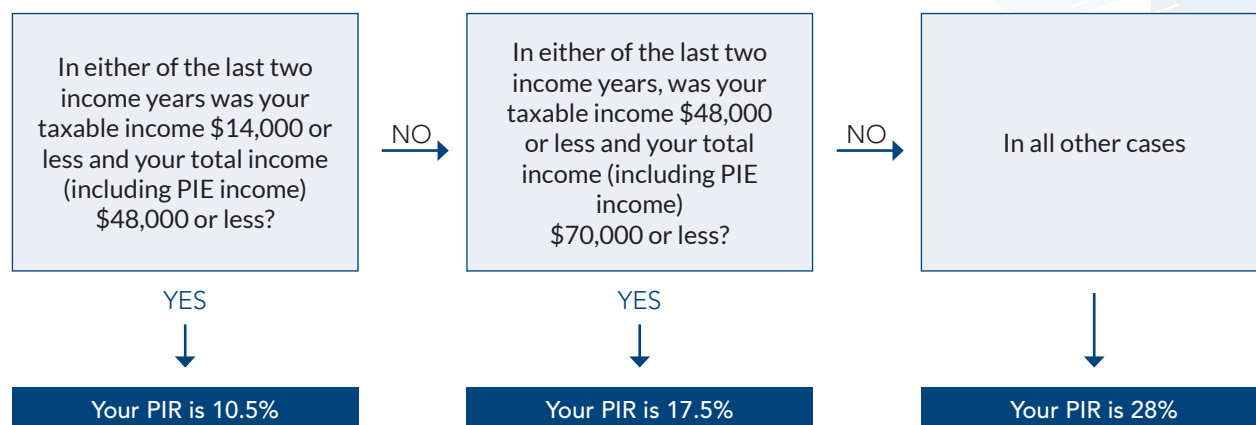 In either of the last two
income years was your
taxable income $14,000 or
less and your total income
(including PIE income)
$48,000 or less?
NO
In either of the last two
income years, was your
taxable income $48,000
or less and your total
income (including PIE
income)
$70,000 or less?
NO
In all other cases
YES
YES
Your PIR is 10.5%
Your PIR is 17.5%
Your PIR is 28%